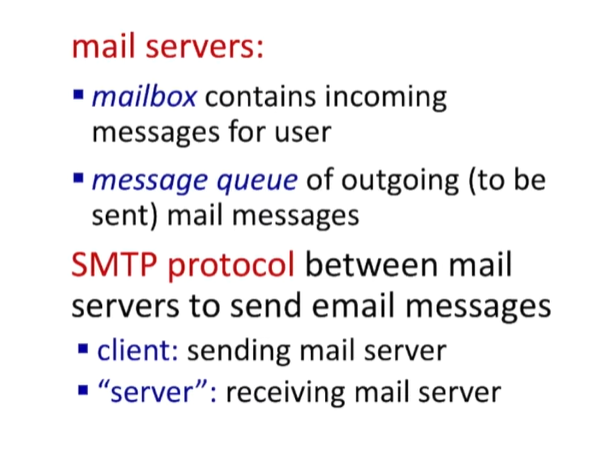 mail servers:
▪ mailbox contains incoming
messages for user
▪ message queue of outgoing (to be
sent) mail messages
SMTP protocol between mail
servers to send email messages
▪ client: sending mail server
▪ “server”: receiving mail server